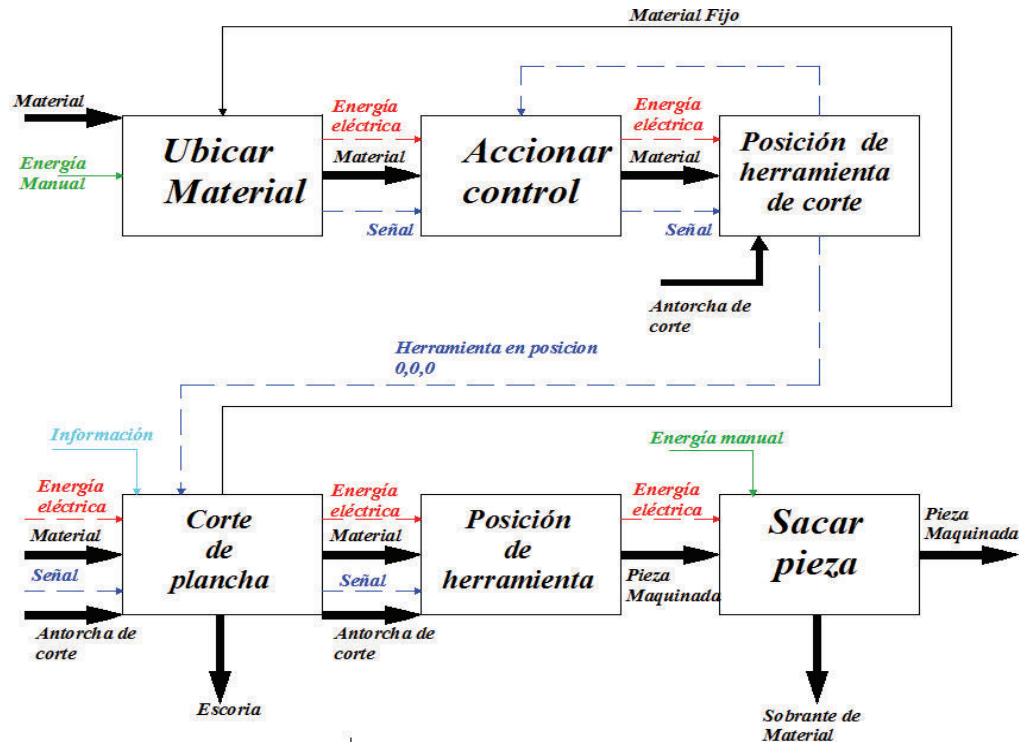 Material Fijo
Material
Energía
Manual
Ubicar
Material
Energía
eléctrica
Material
Señal
Accionar
control
Energía
eléctrica
Material
Señal
Posición de
herramienta
de corte
Antorcha de
corte
Herramienta en posicion
0,0,0
Información
Energía
eléctrica
Material
Señal
Antorcha de
corte
Corte
de
plancha
Escoria
Energía
eléctrica
Material
Señal
Antorcha de
corte
Posición
de
herramienta
Energía
eléctrica
Pieza
Maquinada
Energía manual
Sacar
pieza
Pieza
Maquinada
Sobrante de
Material